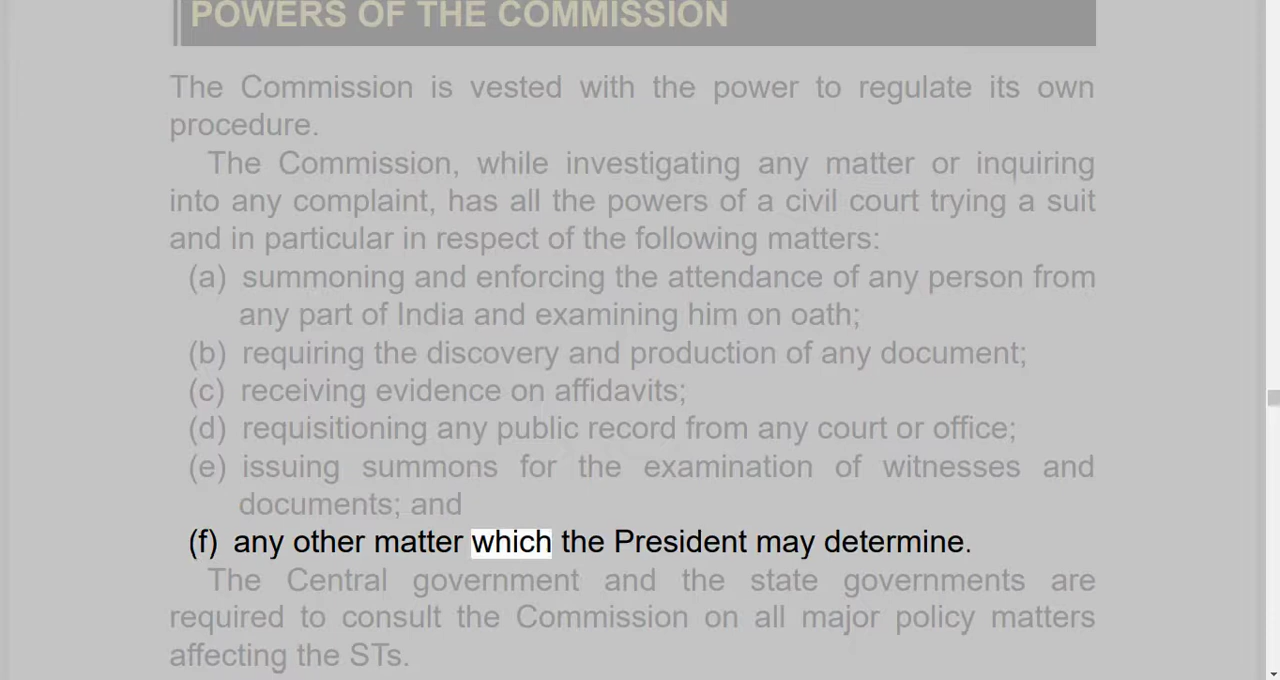 POWERS OF THE COMMISSION
The Commission is vested with the power to regulate its own
procedure.
The Commission, while investigating any matter or inquiring
into any complaint, has all the powers of a civil court trying a suit
and in particular in respect of the following matters:
(a) summoning and enforcing the attendance of any person from
any part of India and examining him on oath;
(b) requiring the discovery and production of any document;
(c) receiving evidence on affidavits;
(d) requisitioning any public record from any court or office;
(e) issuing summons for the examination of witnesses and
documents; and
(f) any other matter which the President may determine.
The Central government and the state governments are
required to consult the Commission on all major policy matters
affecting the STs.